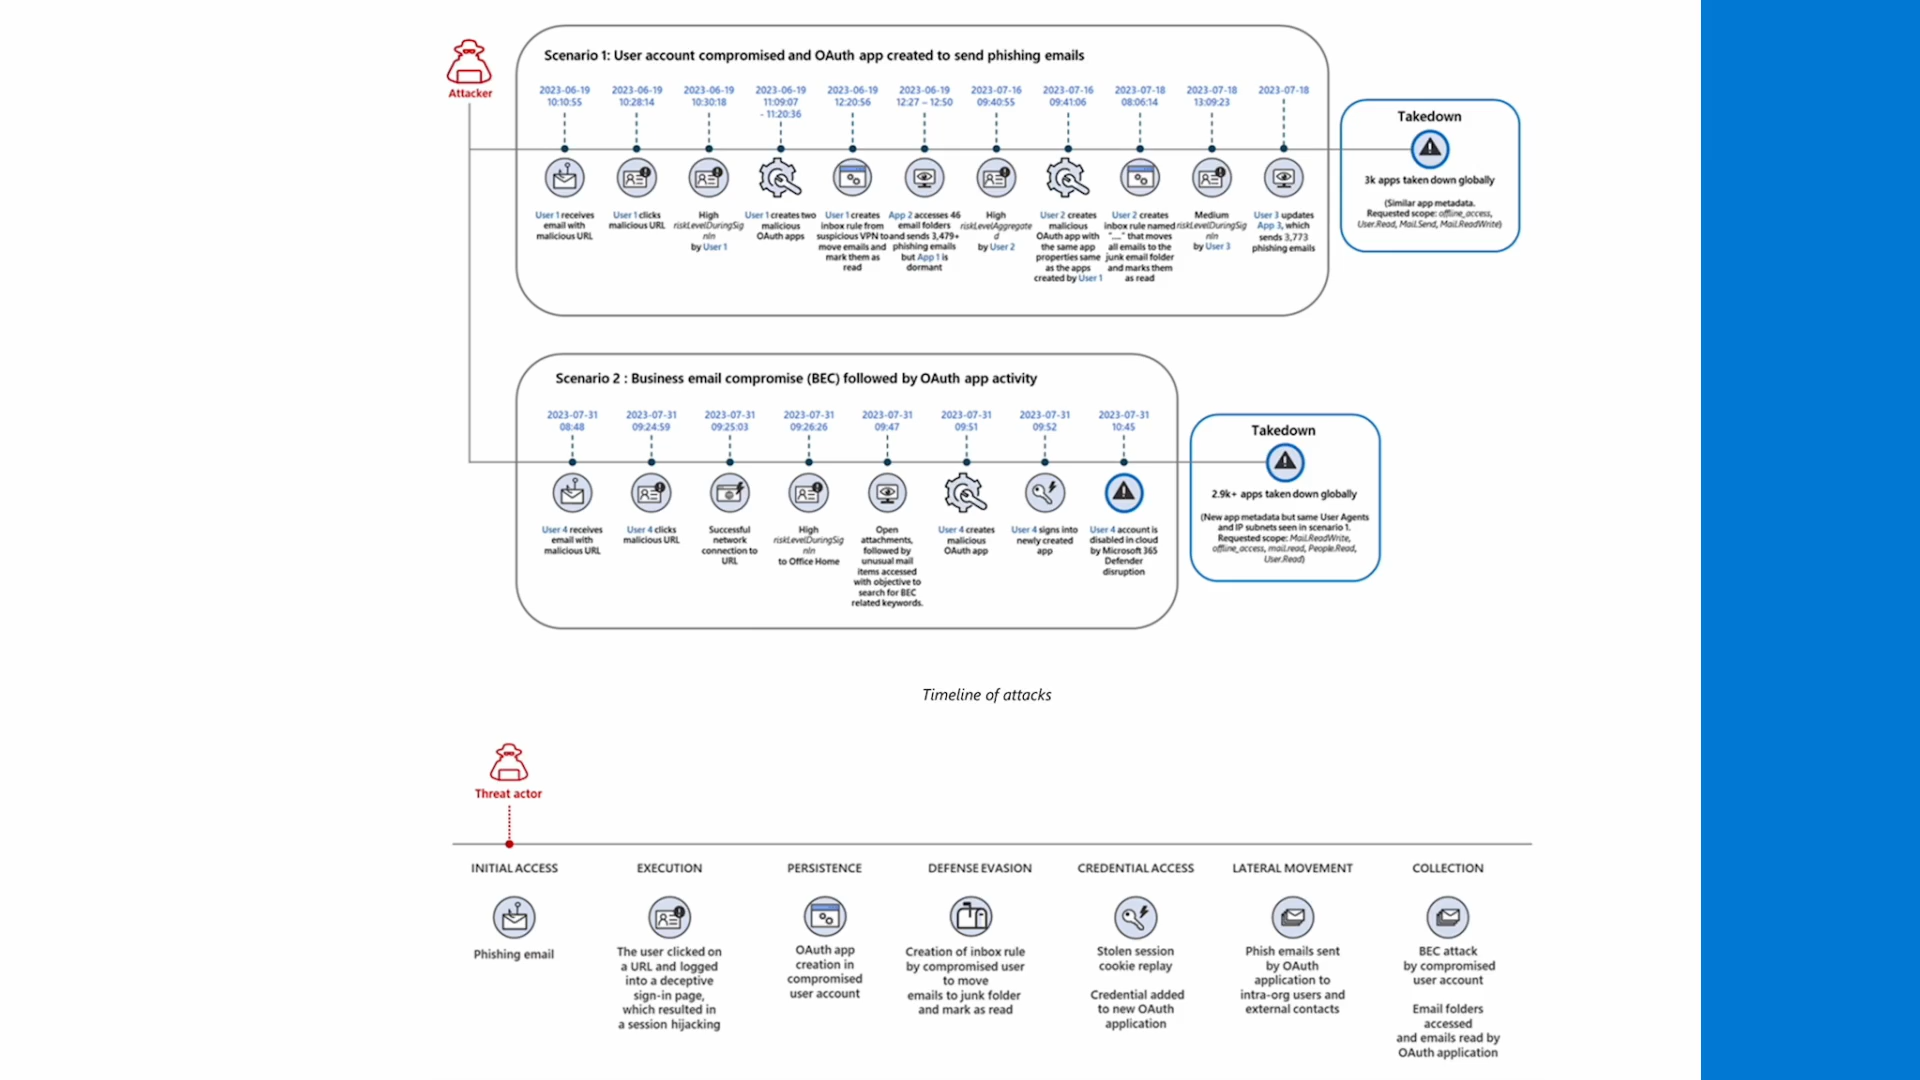 Attacker
Scenario 1: User account compromised and OAuth app created to send phishing emails
2023-06-19
10:10:55
User 1 receives
email with
malicious URL
2023-06-19
10:28:14
User 1 clicks
malicious URL
2023-06-19
10:30:18
High
riskLevelDuringSig
nIn
by User 1
2023-06-19
11:09:07
- 11:20:36
User 1 creates two
malicious
OAuth apps
2023-06-19
12:20:56
User 1 creates
inbox rule from
suspicious VPN to
move emails and
mark them as
read
2023-06-19
12:27 – 12:50
App 2 accesses 46
email folders
and sends 3,479+
phishing emails
but App 1 is
dormant
2023-07-16
09:40:55
High
riskLevelAggregate
d
by User 2
2023-07-16
09:41:06
User 2 creates
malicious
OAuth app with
the same app
properties same
as the apps
created by User 1
2023-07-18
08:06:14
User 2 creates
inbox rule named
"....." that moves
all emails to the
junk email folder
and marks them
as read
2023-07-18
13:09:23
Medium
riskLevelDuringSig
nIn
by User 3
2023-07-18
User 3 updates
App 3, which
sends 3,773
phishing emails
Takedown
3k apps taken down globally
(Similar app metadata.
Requested scope: offline_access,
User.Read, Mail.Send, Mail.ReadWrite)
Scenario 2 : Business email compromise (BEC) followed by OAuth app activity
2023-07-31
08:48
User 4 receives
email with
malicious URL
2023-07-31
09:24:59
User 4 clicks
malicious URL
2023-07-31
09:25:03
Successful
network
connection to
URL
2023-07-31
09:26:26
High
riskLevelDuringSig
nIn
to Office Home
2023-07-31
09:47
Open
attachments,
followed by
unusual mail
items accessed
with objective to
search for BEC
related keywords.
2023-07-31
09:51
User 4 creates
malicious
OAuth app
2023-07-31
09:52
User 4 signs into
newly created
app
2023-07-31
10:45
User 4 account is
disabled in cloud
by Microsoft 365
Defender
disruption
Takedown
2.9k+ apps taken down globally
(New app metadata but same User Agents
and IP subnets seen in scenario 1.
Requested scope: Mail.ReadWrite,
offline_access, mail.read, People.Read,
User.Read)
Timeline of attacks
Threat actor
INITIAL ACCESS
Phishing email
EXECUTION
The user clicked on
a URL and logged
into a deceptive
sign-in page,
which resulted in
a session hijacking
PERSISTENCE
OAuth app
creation in
compromised
user account
DEFENSE EVASION
Creation of inbox rule
by compromised user
to move
emails to junk folder
and mark as read
CREDENTIAL ACCESS
Stolen session
cookie replay
Credential added
to new OAuth
application
LATERAL MOVEMENT
Phish emails sent
by OAuth
application to
intra-org users and
external contacts
COLLECTION
BEC attack
by compromised
user account
Email folders
accessed
and emails read by
OAuth application